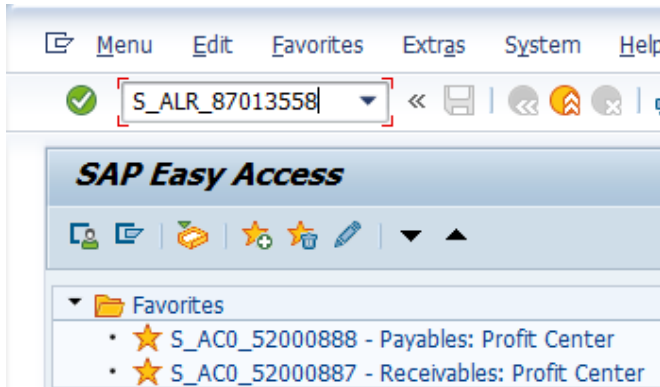 Menu Edit Favorites Extras System Help
S_ALR_87013558
SAP Easy Access
Favorites
S_AC0_52000888 - Payables: Profit Center
S_AC0_52000887 - Receivables: Profit Center